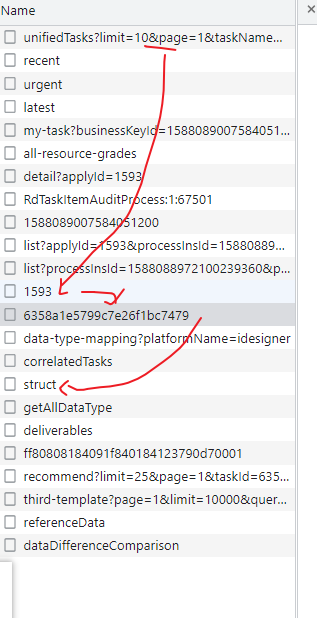 Name
unifiedTasks?limit=10&page=1&taskName...
recent
urgent
latest
my-task?businessKeyId=1588089007584051...
all-resource-grades
detail?applyId=1593
RdTaskItemAuditProcess:1:67501
1588089007584051200
list?applyId=1593&processInsId=15880889...
list?processInsId=1588088972100239360&p...
1593
6358a1e5799c7e26f1bc7479
data-type-mapping?platformName=idesigner
correlatedTasks
struct
getAllDataType
deliverables
ff80808184091f840184123790d70001
recommend?limit=25&page=1&taskId=635...
third-template?page=1&limit=10000&quer...
referenceData
dataDifferenceComparison